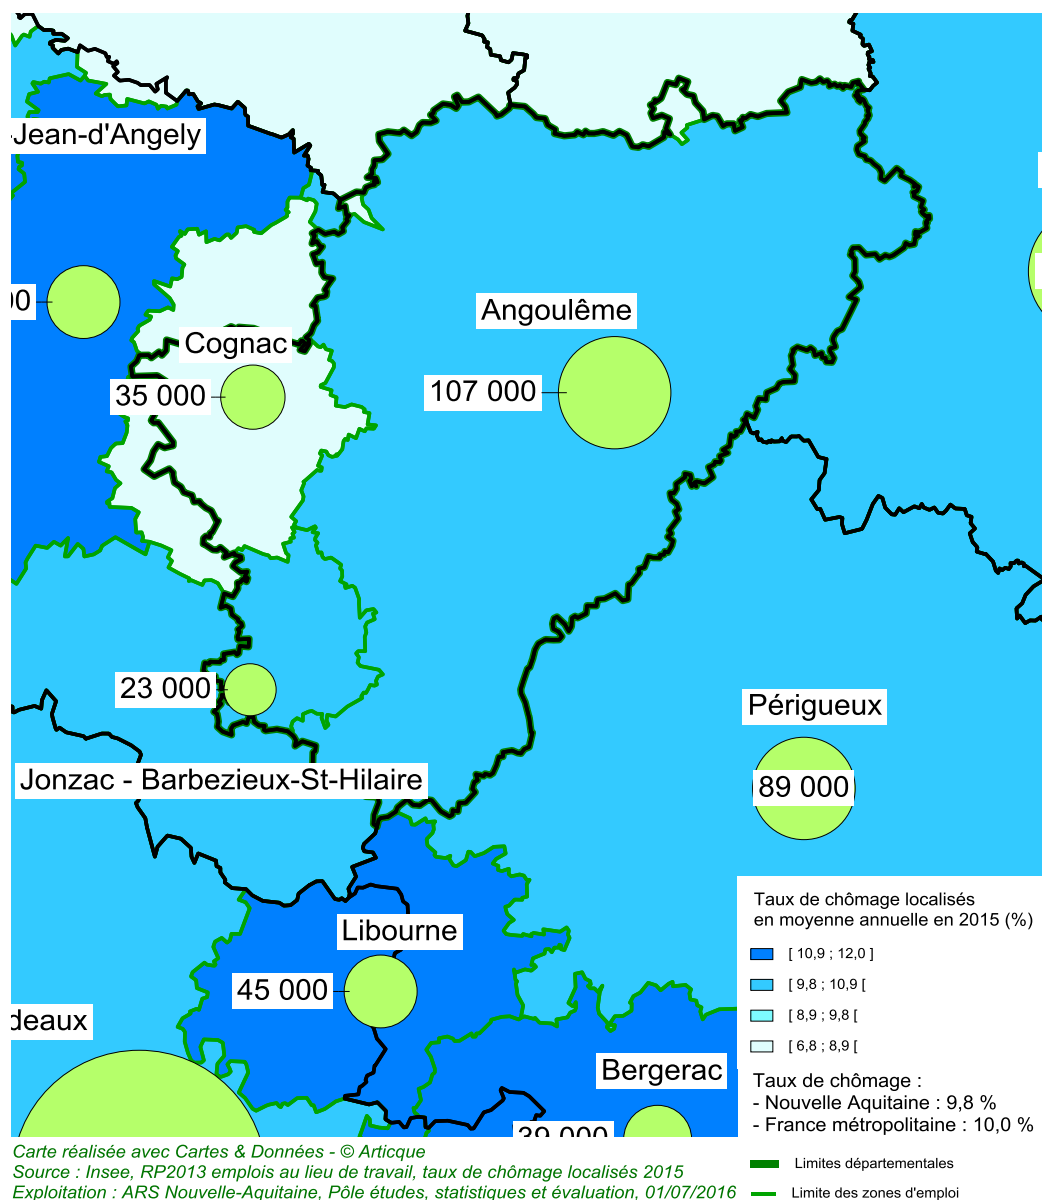 -Jean-d'Angely
00
Angoulême
Cognac
35 000
107 000
23 000
Périgueux
Jonzac - Barbezieux-St-Hilaire
89 000
Libourne
45 000
deaux
Bergerac
39 000
Taux de chômage localisés
en moyenne annuelle en 2015 (%)
[ 10,9 ; 12,0 ]
[ 9,8 ; 10,9 [
[ 8,9 ; 9,8 [
[ 6,8 ; 8,9 [
Taux de chômage :
- Nouvelle Aquitaine : 9,8 %
- France métropolitaine : 10,0 %
Limites départementales
Limite des zones d'emploi
Carte réalisée avec Cartes & Données - © Articque
Source : Insee, RP2013 emplois au lieu de travail, taux de chômage localisés 2015
Exploitation : ARS Nouvelle-Aquitaine, Pôle études, statistiques et évaluation, 01/07/2016